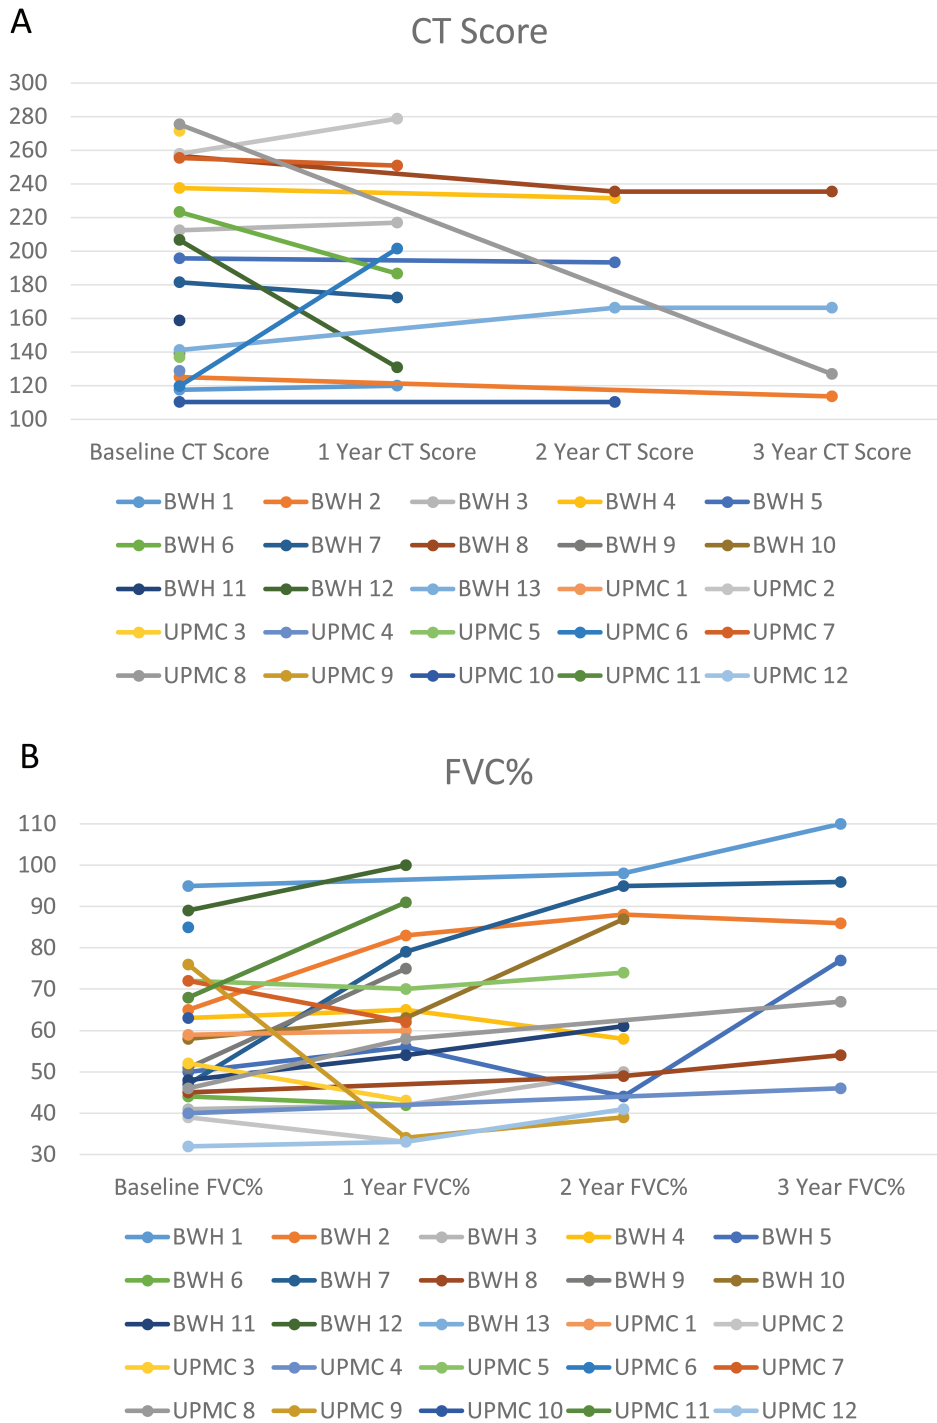 A
CT Score
300
280
260
240
220
200
180
160
140
120
100
Baseline CT Score 1 Year CT Score 2 Year CT Score 3 Year CT Score
BWH 1 BWH 2 BWH 3 BWH 4 BWH 5
BWH 6 BWH 7 BWH 8 BWH 9 BWH 10
BWH 11 BWH 12 BWH 13 UPMC 1 UPMC 2
UPMC 3 UPMC 4 UPMC 5 UPMC 6 UPMC 7
UPMC 8 UPMC 9 UPMC 10 UPMC 11 UPMC 12
B
FVC%
110
100
90
80
70
60
50
40
30
Baseline FVC% 1 Year FVC% 2 Year FVC% 3 Year FVC%
BWH 1 BWH 2 BWH 3 BWH 4 BWH 5
BWH 6 BWH 7 BWH 8 BWH 9 BWH 10
BWH 11 BWH 12 BWH 13 UPMC 1 UPMC 2
UPMC 3 UPMC 4 UPMC 5 UPMC 6 UPMC 7
UPMC 8 UPMC 9 UPMC 10 UPMC 11 UPMC 12